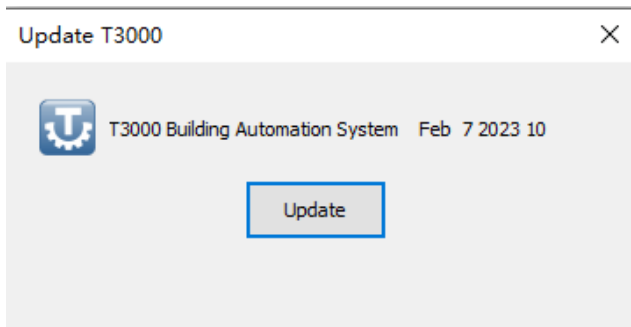 Update T3000
T3000 Building Automation System Feb 7 2023 10
Update